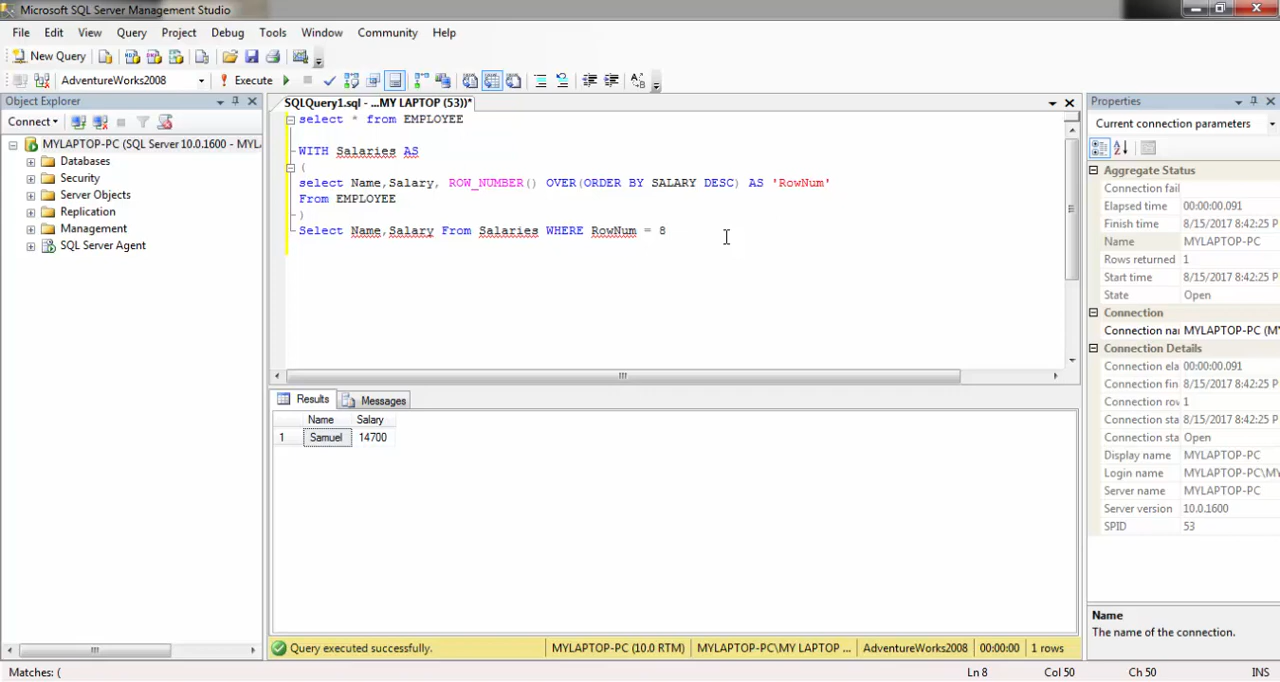 Microsoft SQL Server Management Studio
File Edit View Query Project Debug Tools Window Community Help
New Query
AdventureWorks2008 Execute
Object Explorer
Connect
MYLAPTOP-PC (SQL Server 10.0.1600 - MYL
Databases
Security
Server Objects
Replication
Management
SQL Server Agent
SQLQuery1.sql - ...MY LAPTOP (53))*
select * from EMPLOYEE
WITH Salaries AS
(
select Name,Salary, ROW_NUMBER() OVER(ORDER BY SALARY DESC) AS 'RowNum'
From EMPLOYEE
)
Select Name,Salary From Salaries WHERE RowNum = 8
Results Messages
Name Salary
1 Samuel 14700
Query executed successfully. MYLAPTOP-PC (10.0 RTM) MYLAPTOP-PC\MY LAPTOP ... AdventureWorks2008 00:00:00 1 rows
Properties
Current connection parameters
Aggregate Status
Connection fail
Elapsed time 00:00:00.091
Finish time 8/15/2017 8:42:25 P
Name MYLAPTOP-PC
Rows returned 1
Start time 8/15/2017 8:42:25 P
State Open
Connection
Connection nai MYLAPTOP-PC (MY
Connection Details
Connection ela 00:00:00.091
Connection fin 8/15/2017 8:42:25 P
Connection rov 1
Connection sta 8/15/2017 8:42:25 P
Connection sta Open
Display name MYLAPTOP-PC
Login name MYLAPTOP-PC\MY
Server name MYLAPTOP-PC
Server version 10.0.1600
SPID 53
Name
The name of the connection.
Matches: ( Ln 8 Col 50 Ch 50 INS